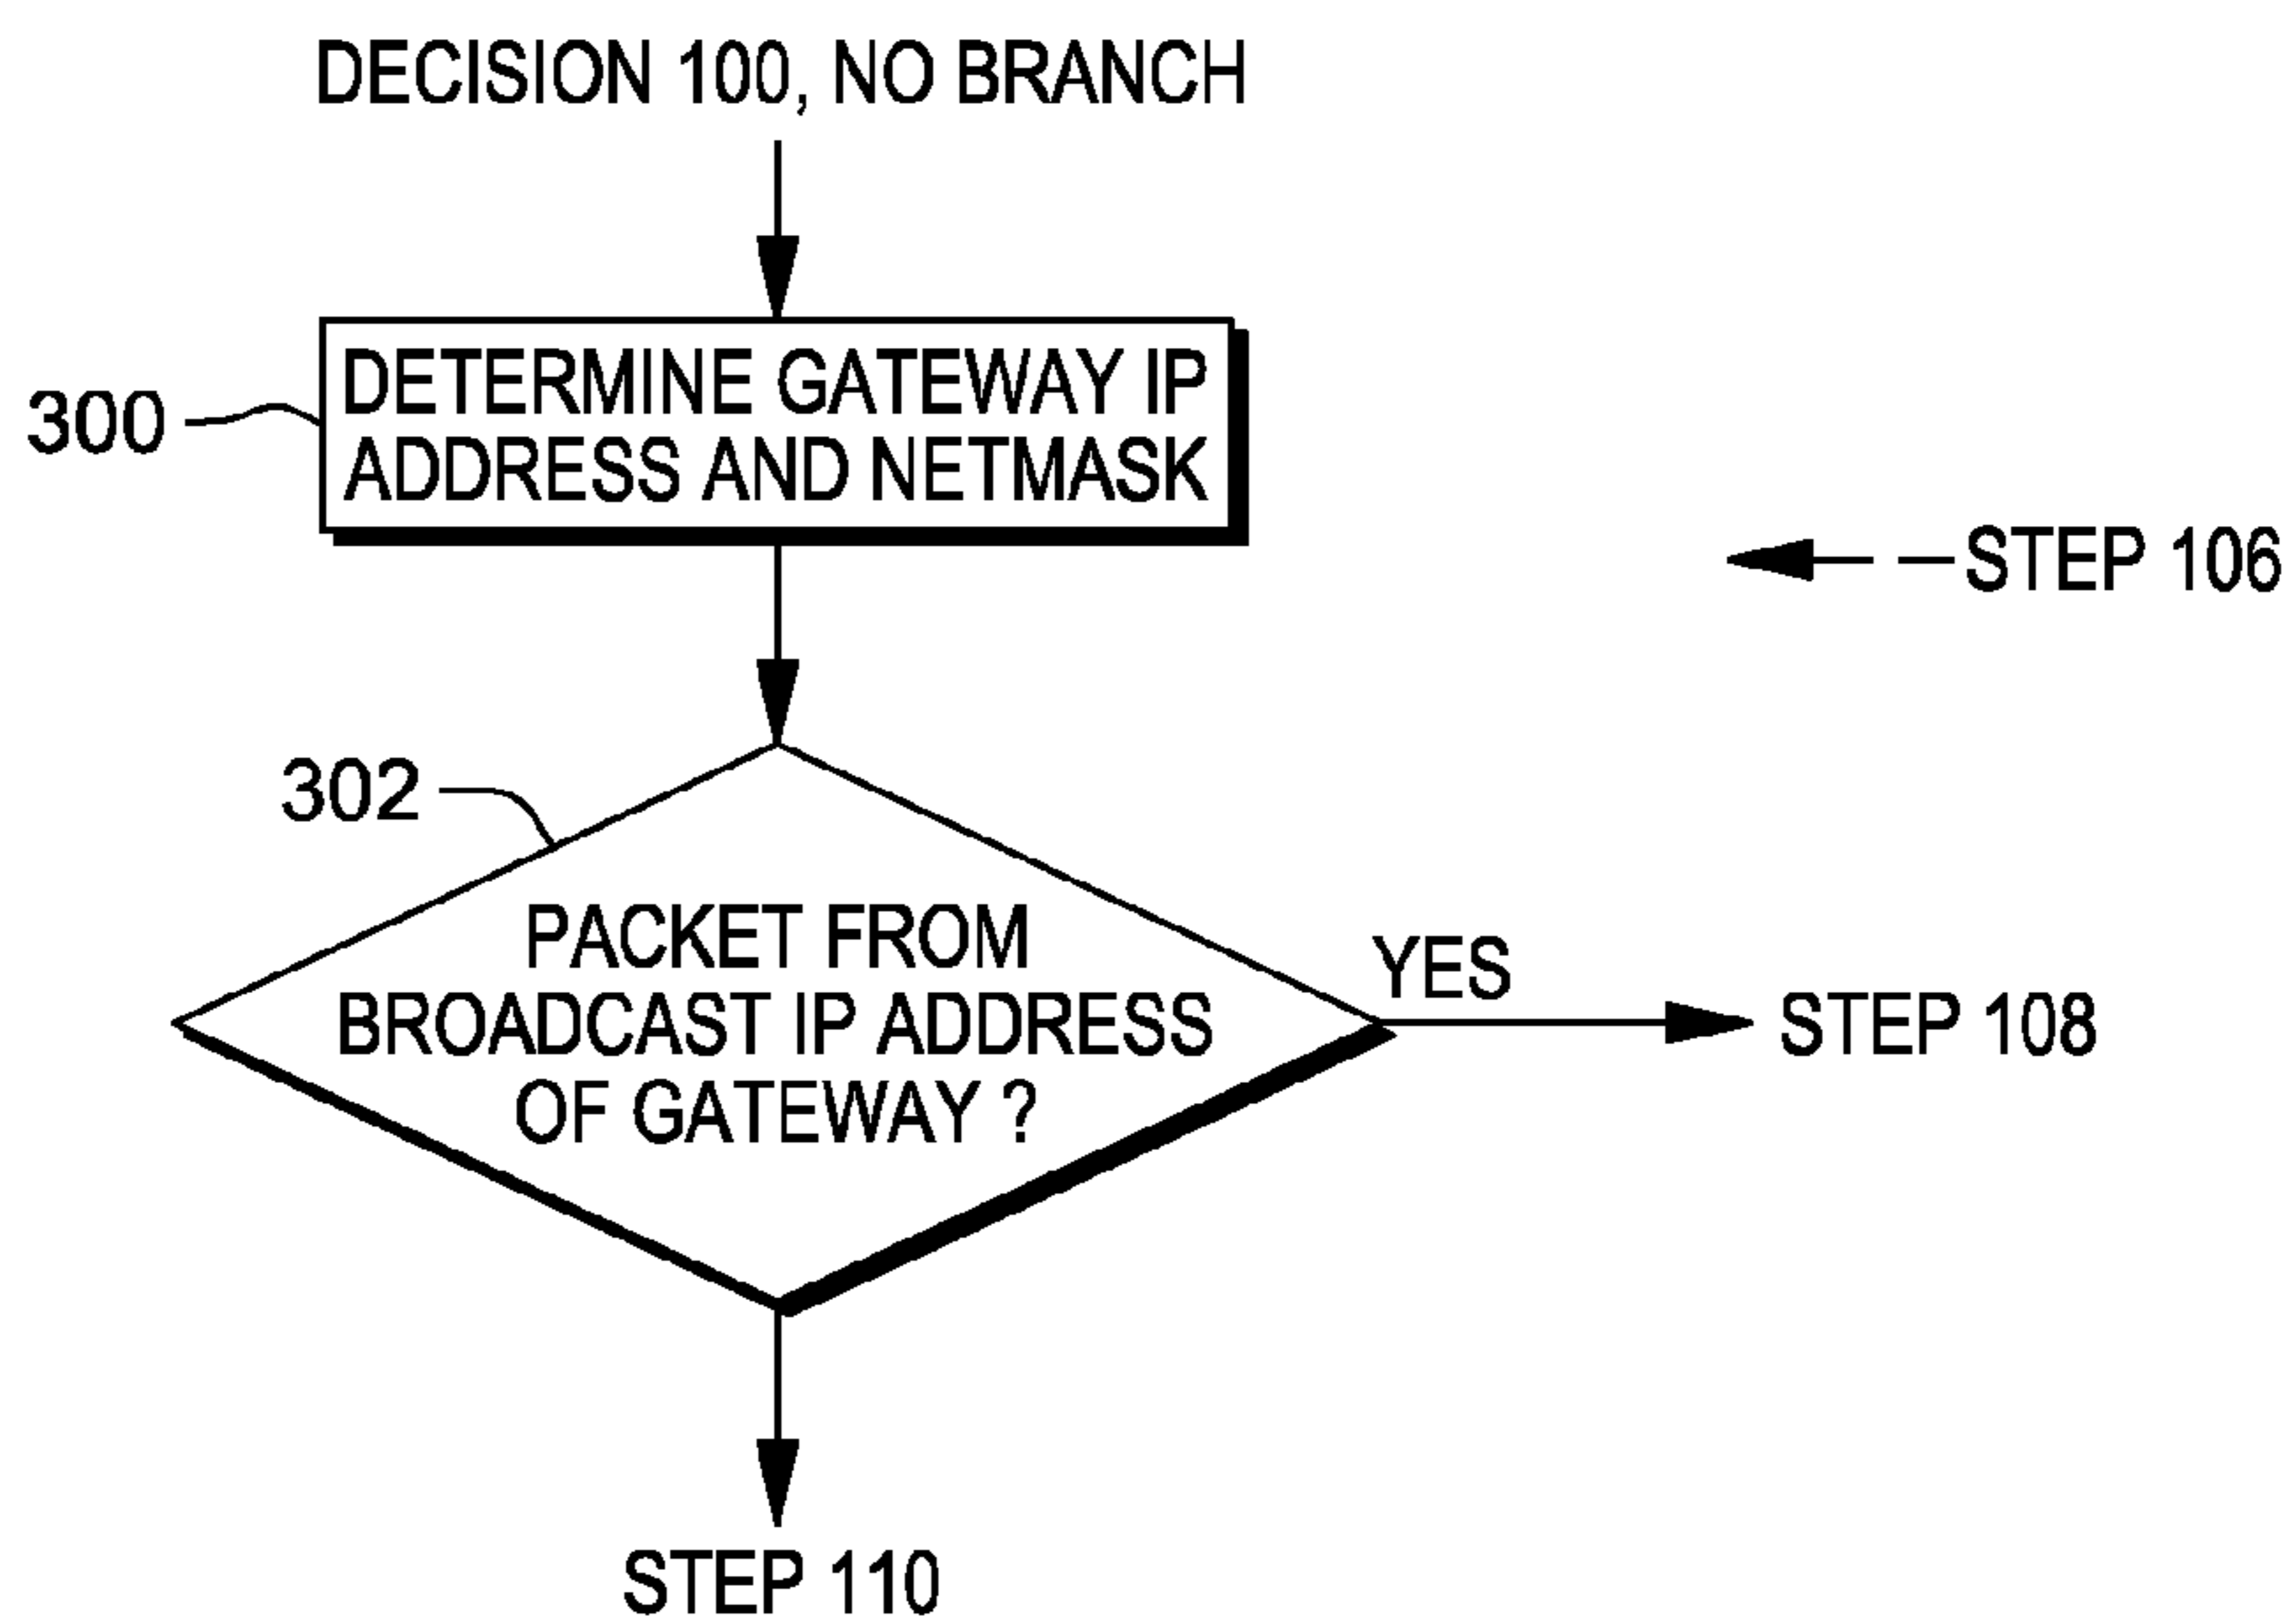 DECISION 100, NO BRANCH
300
DETERMINE GATEWAY IP
ADDRESS AND NETMASK
STEP 106
302
PACKET FROM
BROADCAST IP ADDRESS
OF GATEWAY ?
YES
STEP 108
STEP 110